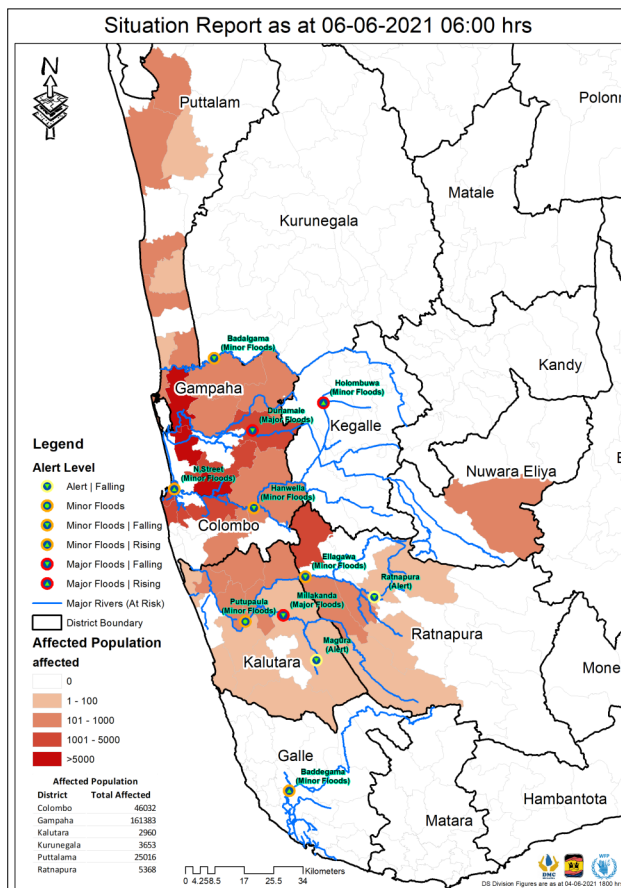 Situation Report as at 06-06-2021 06:00 hrs
N
Puttalam
Polonn
Matale
Kurunegala
Badalgama
(Minor Floods)
Kandy
Gampaha
Holombuwa
(Minor Floods)
Dunamale
(Major Floods)
Kegalle
Nuwara Eliya
N.Street
(Minor Floods)
Hanwella
(Minor Floods)
Colombo
Ellagawa
(Minor Floods)
Ratnapura
(Alert)
Putupaula
(Minor Floods)
Millakanda
(Major Floods)
Ratnapura
Magura
(Alert)
Kalutara
Mone
Galle
Baddegama
(Minor Floods)
Hambantota
Matara
Legend
Alert Level
Alert | Falling
Minor Floods
Minor Floods | Falling
Minor Floods | Rising
Major Floods | Falling
Major Floods | Rising
Major Rivers (At Risk)
District Boundary
Affected Population
affected
0
1 - 100
101 - 1000
1001 - 5000
>5000
Affected Population
District Total Affected
Colombo 46032
Gampaha 161383
Kalutara 2960
Kurunegala 3653
Puttalama 25016
Ratnapura 5368
Kilometers
0 4.25 8.5 17 25.5 34
DMC
WFP
DS Division Figures are as at 04-06-2021 1800 hrs